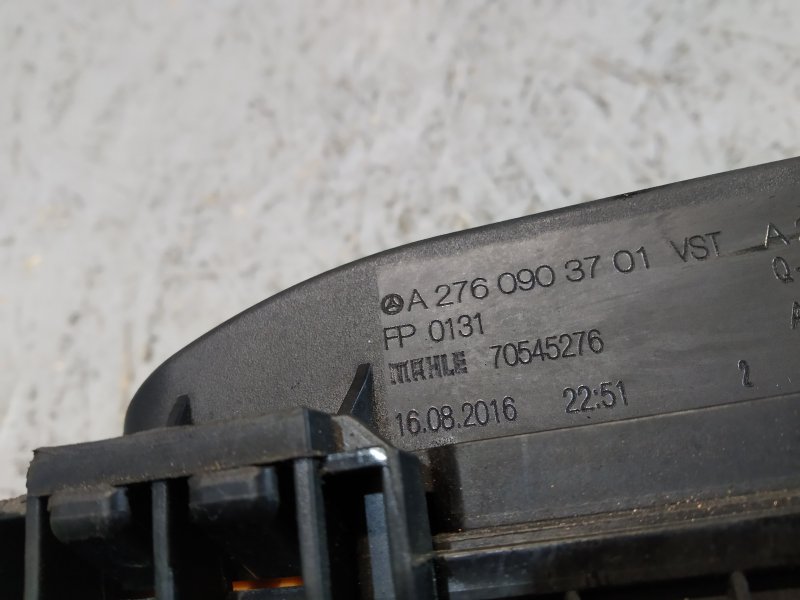 A 276 090 37 01 VST A
FP 0131 Q
MAHLE 70545276 A
16.08.2016 22:51 2